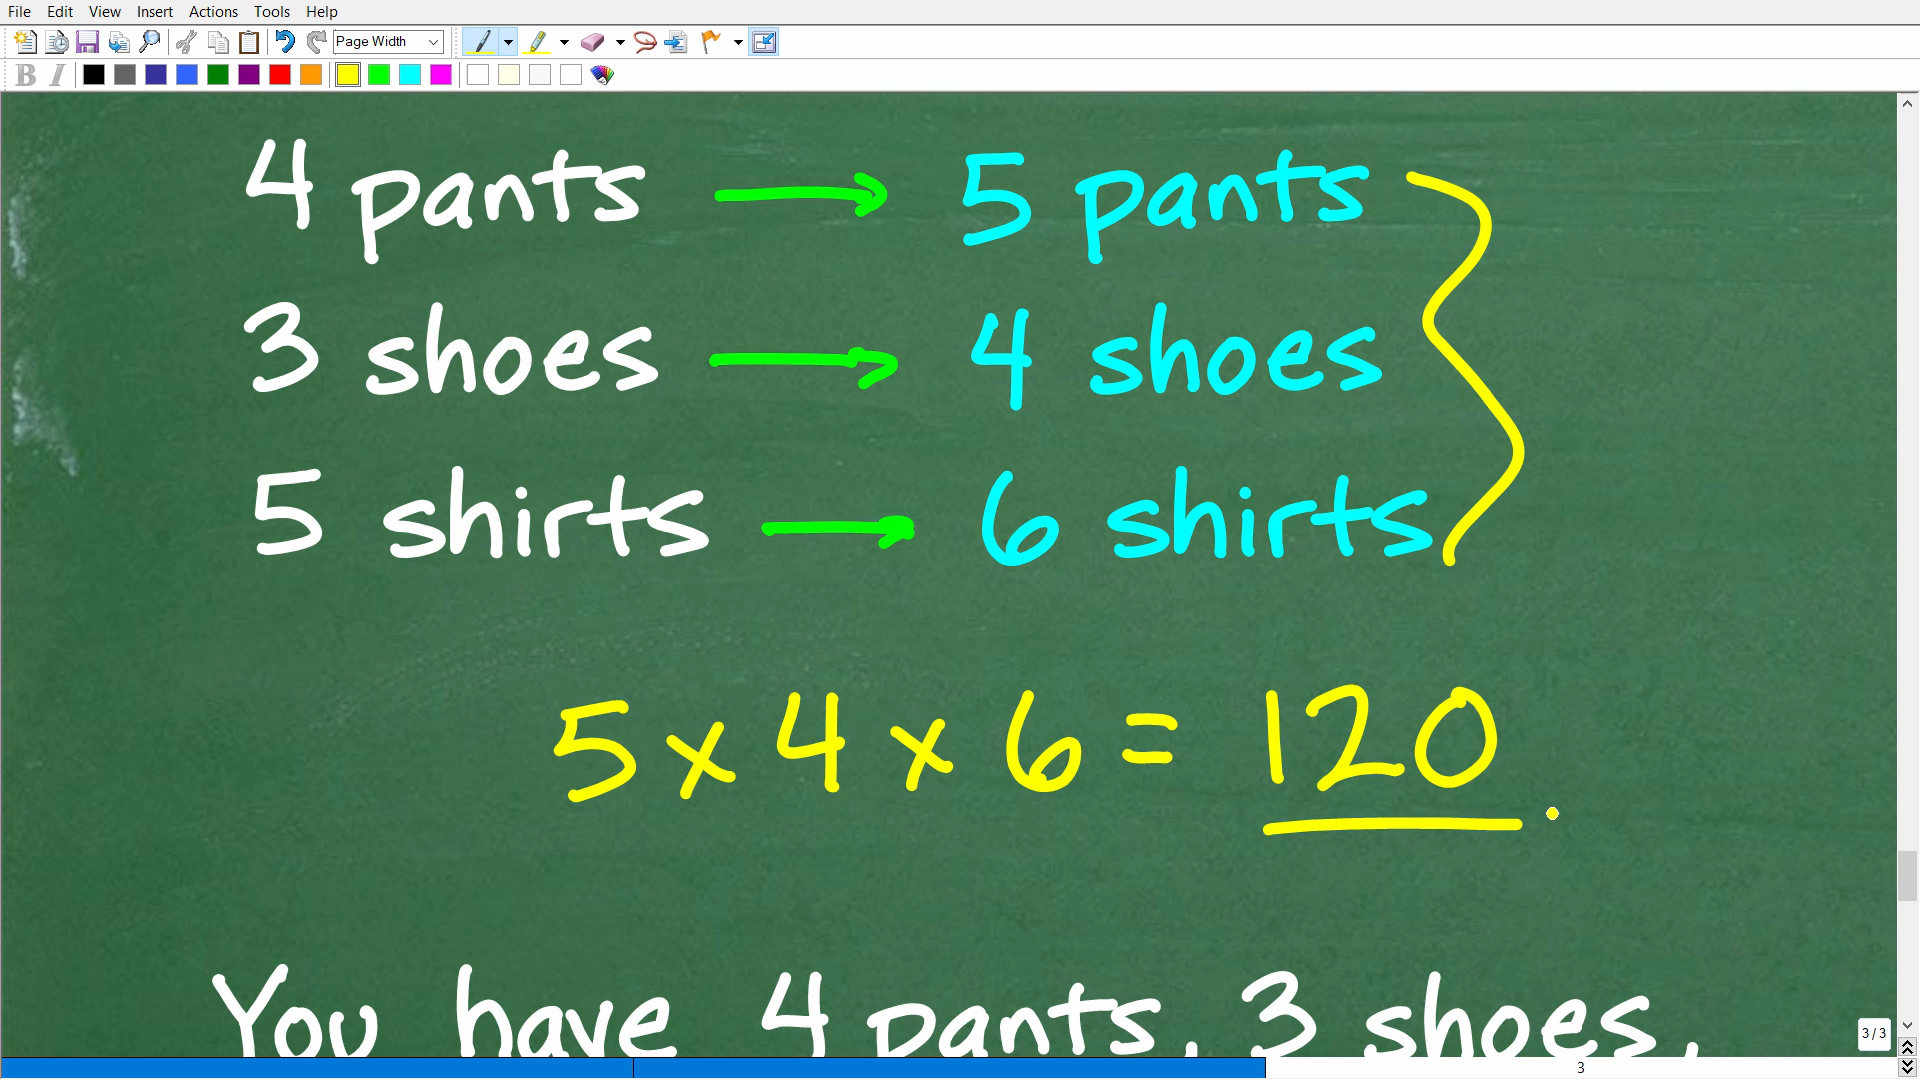 File Edit View Insert Actions Tools Help
Page Width
B I
4 pants → 5 pants
3 shoes → 4 shoes
5 shirts → 6 shirts
5 x 4 x 6 = 120
You have 4 pants, 3 shoes,
3 / 3
3